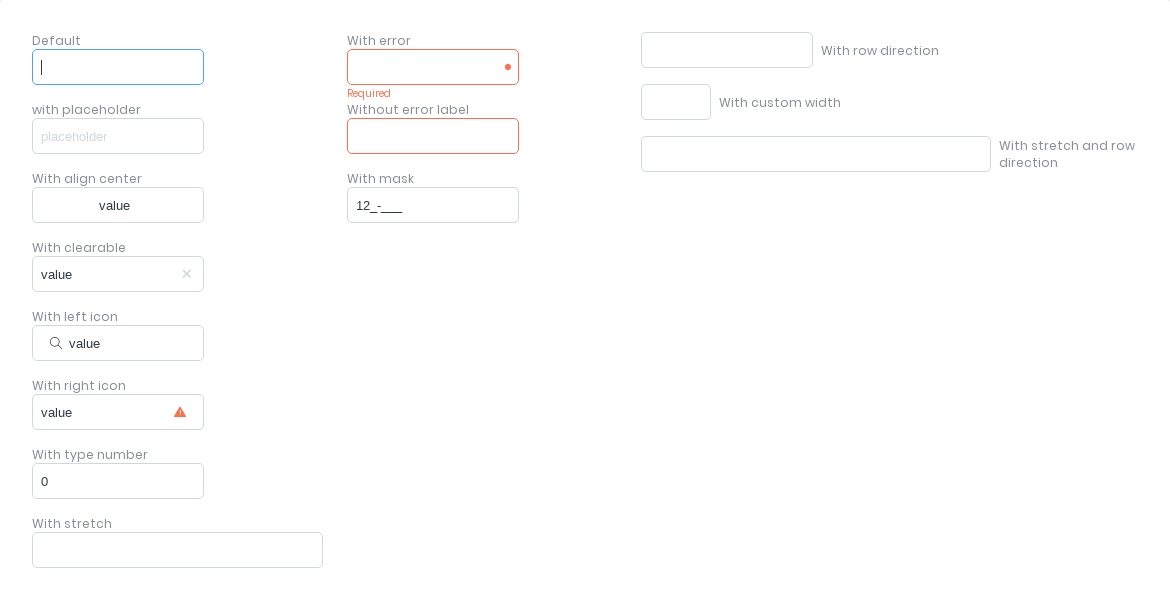 Default
with placeholder
placeholder
With align center
value
With clearable
value
With left icon
value
With right icon
value
With type number
0
With stretch
With error
Required
Without error label
With mask
12_-___
With row direction
With custom width
With stretch and row
direction